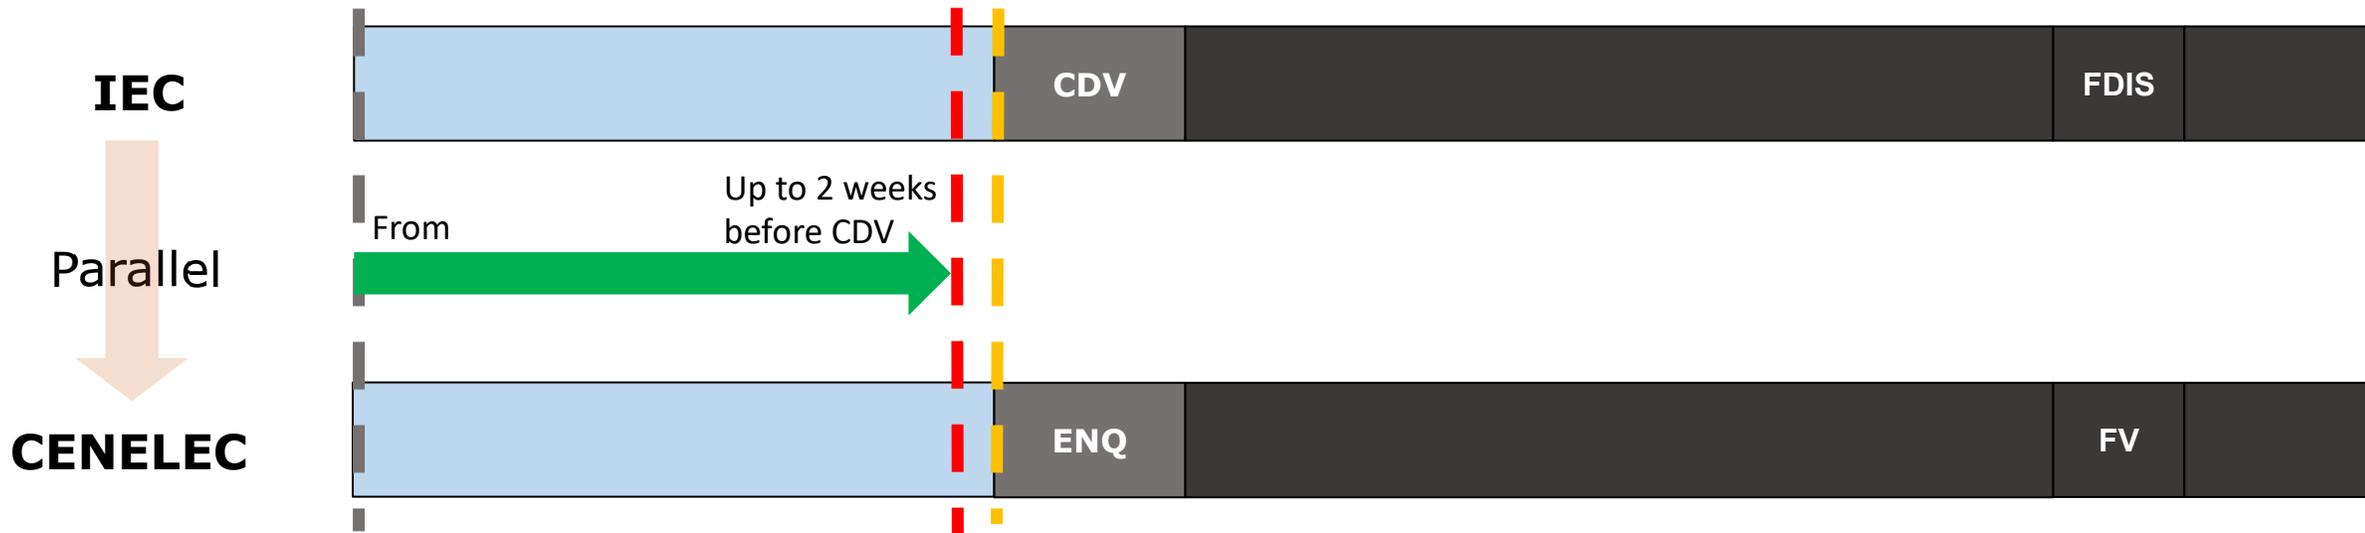 IEC
CDV
FDIS
Up to 2 weeks
before CDV
From
Parallel
CENELEC
ENQ
FV